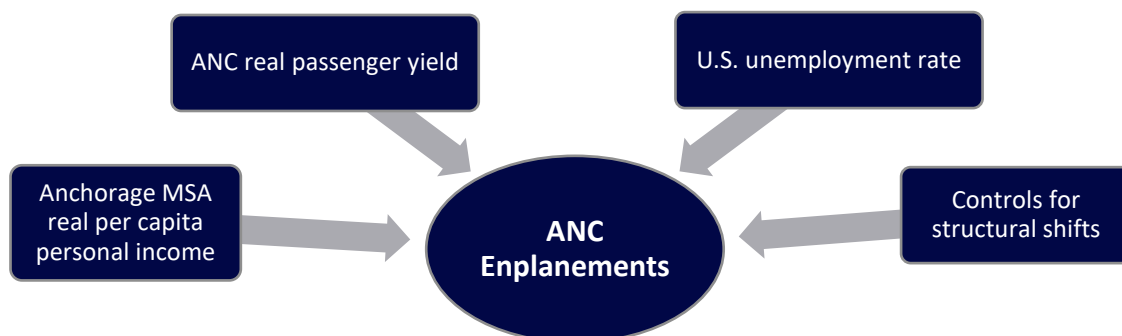 ANC real passenger yield
U.S. unemployment rate
Anchorage MSA
real per capita
personal income
ANC
Enplanements
Controls for
structural shifts